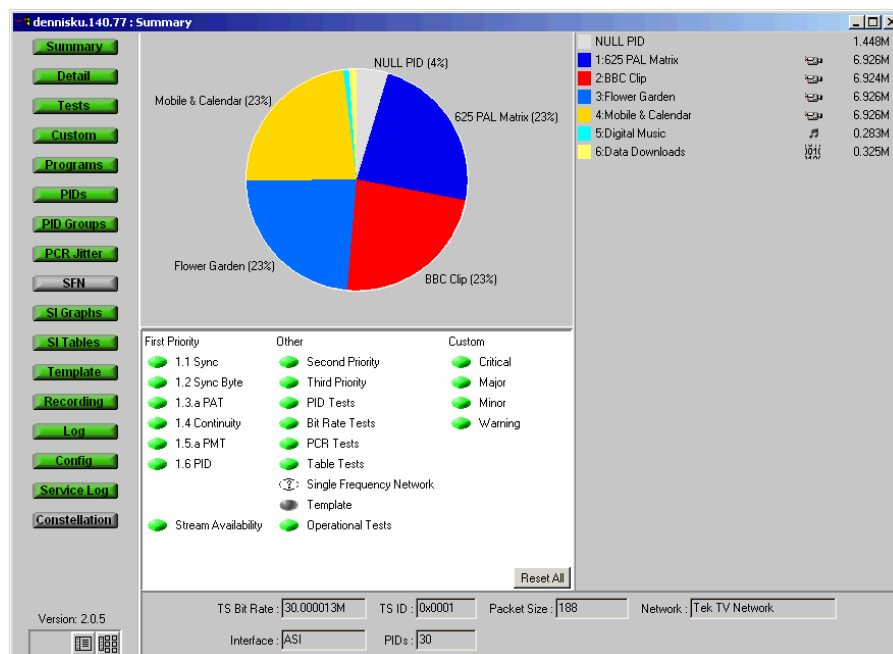 dennisku.140.77 : Summary
Summary
Detail
Tests
Custom
Programs
PIDs
PID Groups
PCR Jitter
SFN
SI Graphs
SI Tables
Template
Recording
Log
Config
Service Log
Constellation
Version: 2.0.5
NULL PID (4%)
Mobile & Calendar (23%)
625 PAL Matrix (23%)
Flower Garden (23%)
BBC Clip (23%)
NULL PID 1.448M
1:625 PAL Matrix 6.926M
2:BBC Clip 6.924M
3:Flower Garden 6.926M
4:Mobile & Calendar 6.926M
5:Digital Music 0.283M
6:Data Downloads 0.325M
First Priority Other Custom
1.1 Sync Second Priority Critical
1.2 Sync Byte Third Priority Major
1.3.a PAT PID Tests Minor
1.4 Continuity Bit Rate Tests Warning
1.5.a PMT PCR Tests
1.6 PID Table Tests
Single Frequency Network
Template
Stream Availability Operational Tests
Reset All
TS Bit Rate : 30.000013M TS ID : 0x0001 Packet Size : 188 Network : Tek TV Network
Interface : ASI PIDs : 30